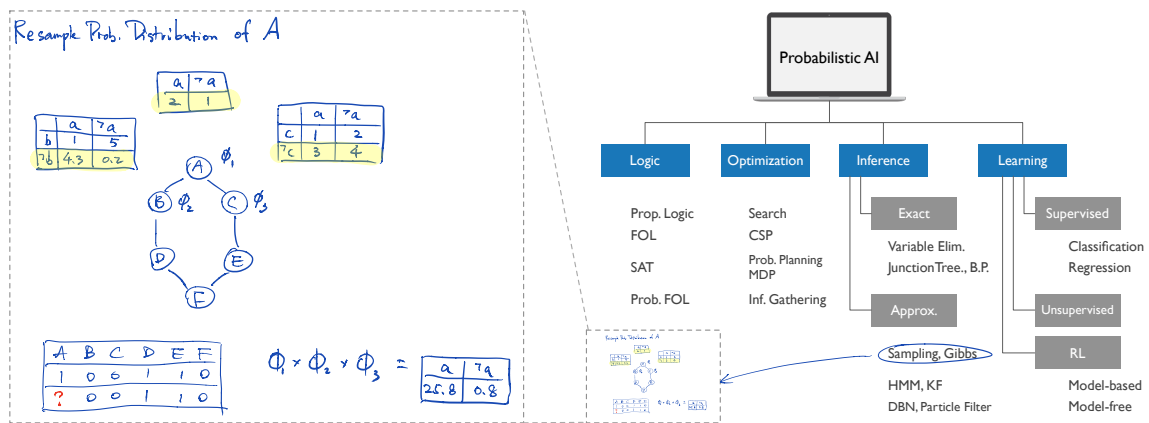 Resample Prob. Distribution of A
a ¬a
2 1
a ¬a
b 1 5
¬b 4.3 0.2
a ¬a
c 1 2
¬c 3 4
A ϕ1
B ϕ2
C ϕ3
D
E
F
A B C D E F
1 0 0 1 1 0
? 0 0 1 1 0
ϕ1 × ϕ2 × ϕ3 =
a ¬a
25.8 0.8
Probabilistic AI
Logic
Prop. Logic
FOL
SAT
Prob. FOL
Optimization
Search
CSP
Prob. Planning
MDP
Inf. Gathering
Inference
Exact
Variable Elim.
JunctionTree., B.P.
Approx.
Sampling, Gibbs
HMM, KF
DBN, Particle Filter
Learning
Supervised
Classification
Regression
Unsupervised
RL
Model-based
Model-free
Resample Prob. Distribution of A